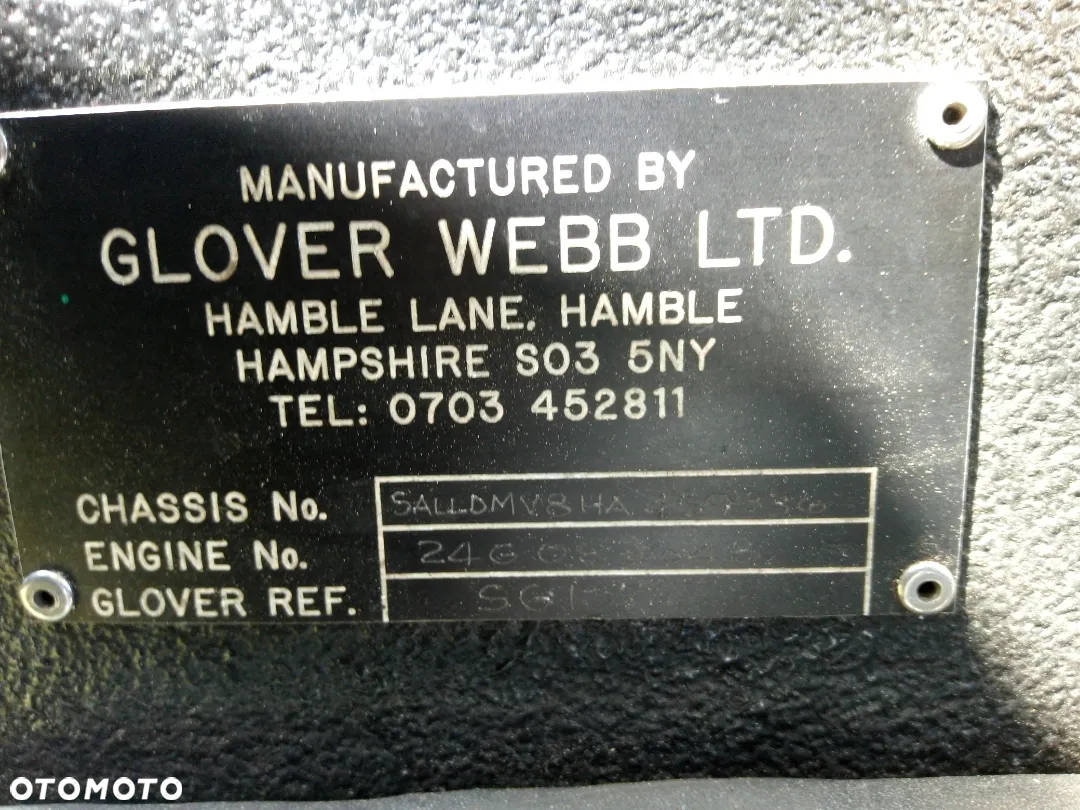 MANUFACTURED BY
GLOVER WEBB LTD.
HAMBLE LANE, HAMBLE
HAMPSHIRE SO3 5NY
TEL: 0703 452811
CHASSIS No. SALLDMV8HA
ENGINE No.
GLOVER REF.
OTOMOTO